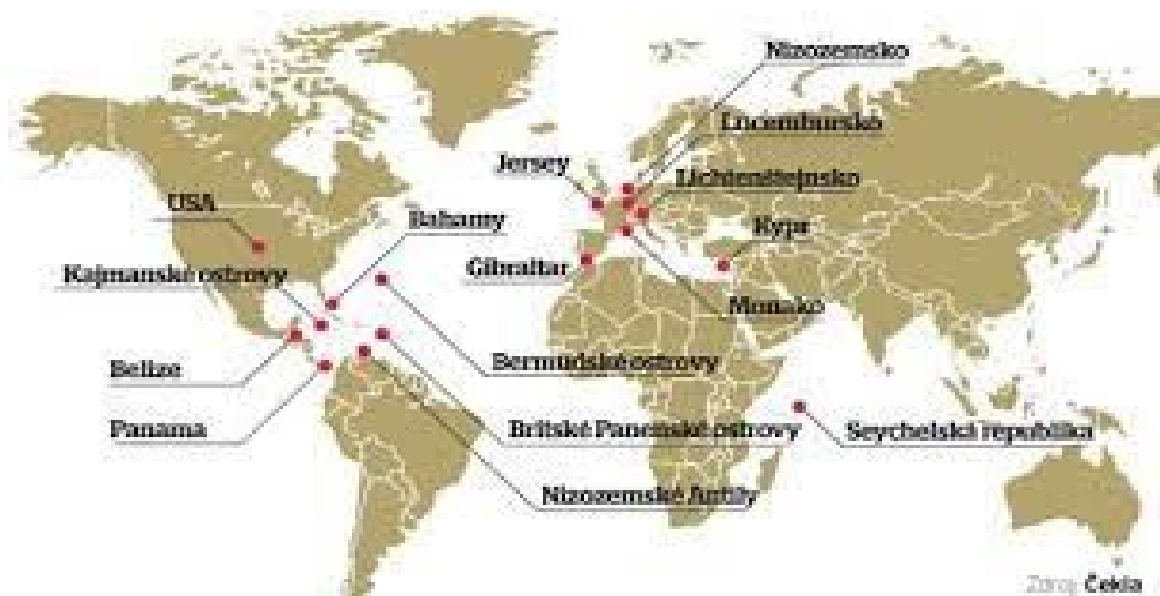 Nizozemsko
Lucembursko
Jersey
Lichtenštejnsko
USA
Bahamy
Kypr
Kajmanské ostrovy
Gibraltar
Monako
Belize
Bermudské ostrovy
Panama
Britské Panenské ostrovy
Seychelská republika
Nizozemské Antily
Zdroj: Čekia